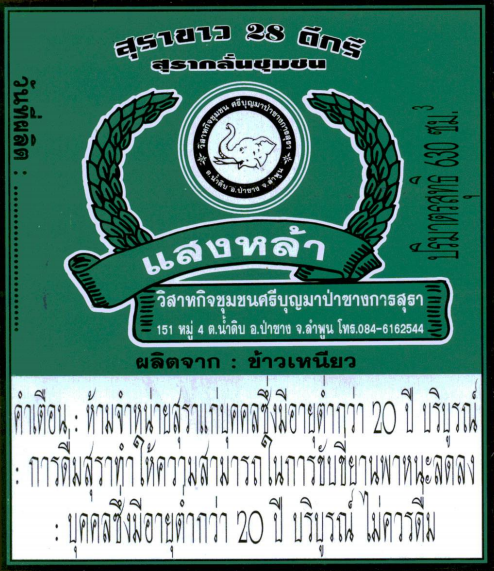 สุราขาว 28 ดีกรี
สุรากลั่นชุมชน
วันที่ผลิต :
ปริมาตรสุทธิ 630 ซม.³
วิสาหกิจชุมชน ศรีบุญมาป่าซางการสุรา
ต.น้ำดิบ อ.ป่าซาง จ.ลำพูน
แสงหล้า
วิสาหกิจชุมชนศรีบุญมาป่าซางการสุรา
151 หมู่ 4 ต.น้ำดิบ อ.ป่าซาง จ.ลำพูน โทร.084-6162544
ผลิตจาก : ข้าวเหนียว
คำเตือน : ห้ามจำหน่ายสุราแก่บุคคลซึ่งมีอายุต่ำกว่า 20 ปี บริบูรณ์
: การดื่มสุราทำให้ความสามารถในการขับขี่ยานพาหนะลดลง
: บุคคลซึ่งมีอายุต่ำกว่า 20 ปี บริบูรณ์ ไม่ควรดื่ม